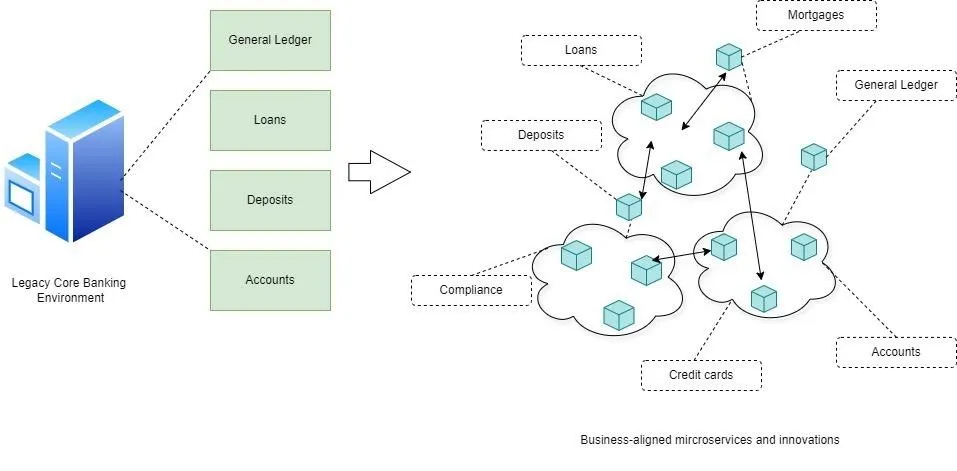 General Ledger
Loans
Deposits
Accounts
Legacy Core Banking
Environment
Mortgages
Loans
General Ledger
Deposits
Compliance
Accounts
Credit cards
Business-aligned mircroservices and innovations